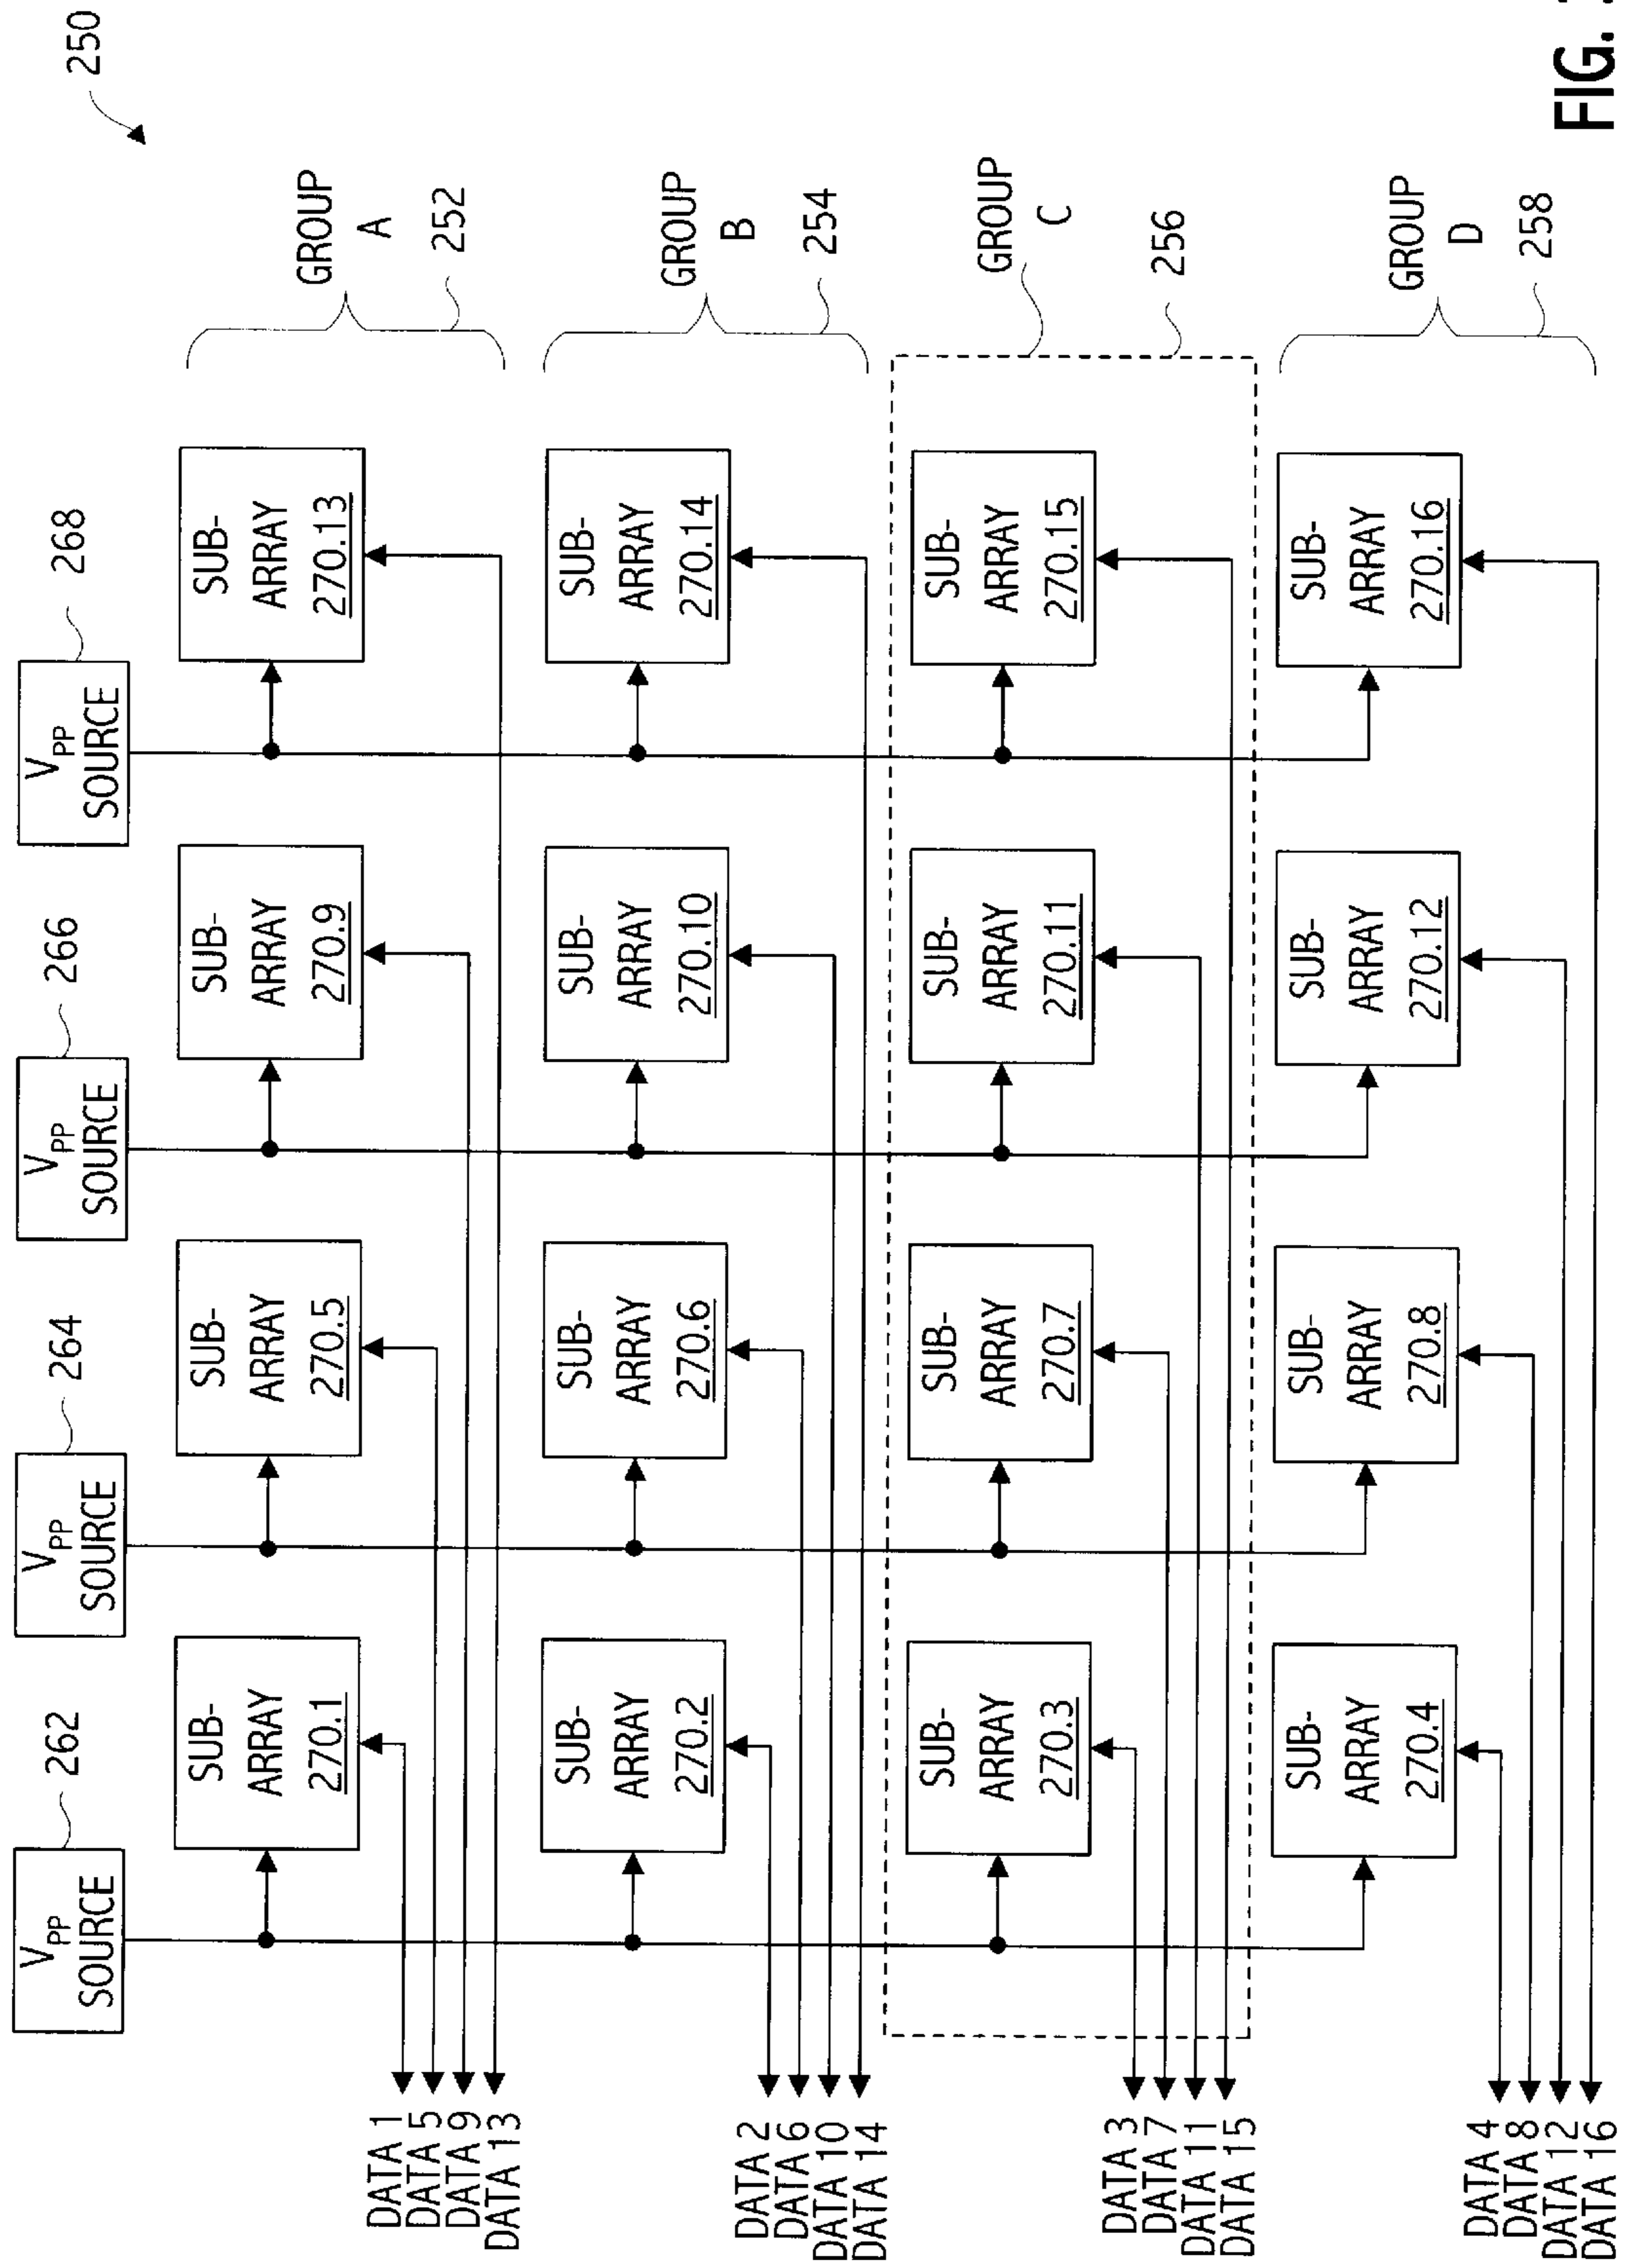 250
262
264
266
268
V_PP
SOURCE
V_PP
SOURCE
V_PP
SOURCE
V_PP
SOURCE
SUB-
ARRAY
270.1
SUB-
ARRAY
270.5
SUB-
ARRAY
270.9
SUB-
ARRAY
270.13
GROUP
A
252
DATA 1
DATA 5
DATA 9
DATA 13
SUB-
ARRAY
270.2
SUB-
ARRAY
270.6
SUB-
ARRAY
270.10
SUB-
ARRAY
270.14
GROUP
B
254
DATA 2
DATA 6
DATA 10
DATA 14
SUB-
ARRAY
270.3
SUB-
ARRAY
270.7
SUB-
ARRAY
270.11
SUB-
ARRAY
270.15
GROUP
C
256
DATA 3
DATA 7
DATA 11
DATA 15
SUB-
ARRAY
270.4
SUB-
ARRAY
270.8
SUB-
ARRAY
270.12
SUB-
ARRAY
270.16
GROUP
D
258
DATA 4
DATA 8
DATA 12
DATA 16
FIG.